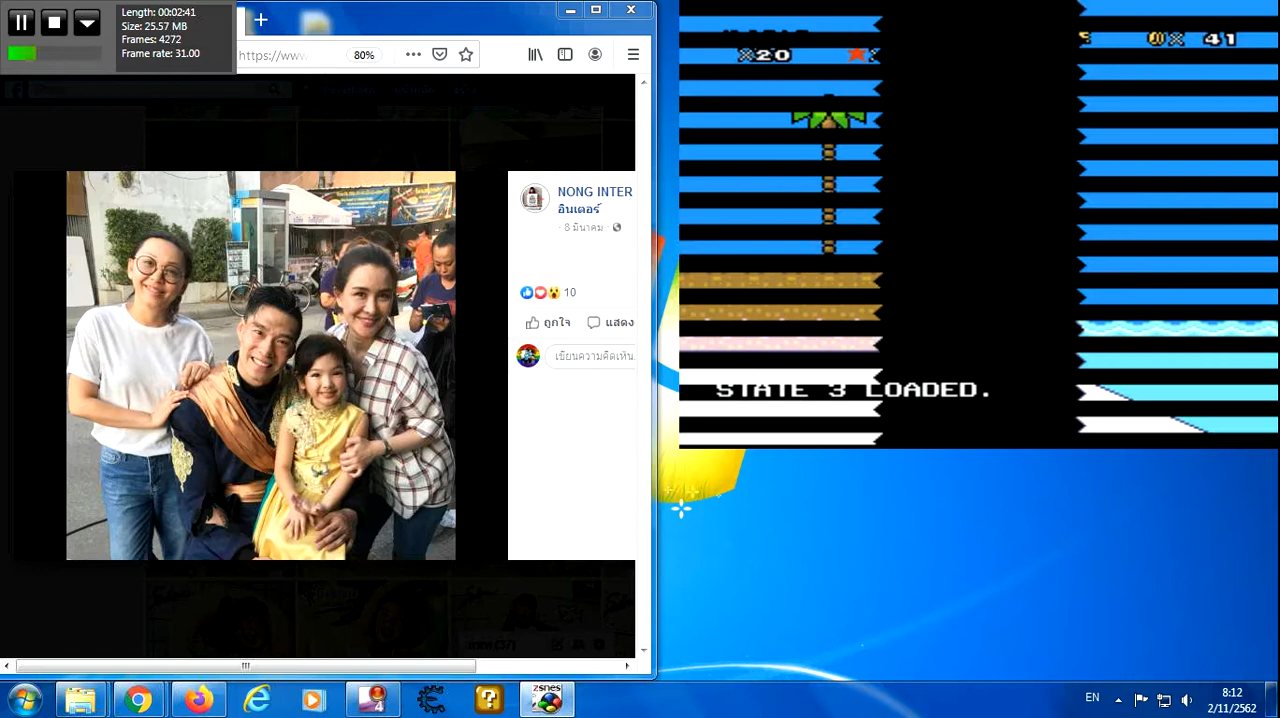 Length: 00:02:41
Size: 25.57 MB
Frames: 4272
Frame rate: 31.00
https://www.
80%
NONG INTER
อินเตอร์
· 8 มีนาคม
10
ถูกใจ
แสดง
เขียนความคิดเห็น.
x20
x 41
STATE 3 LOADED.
4
zsnes
EN
8:12
2/11/2562